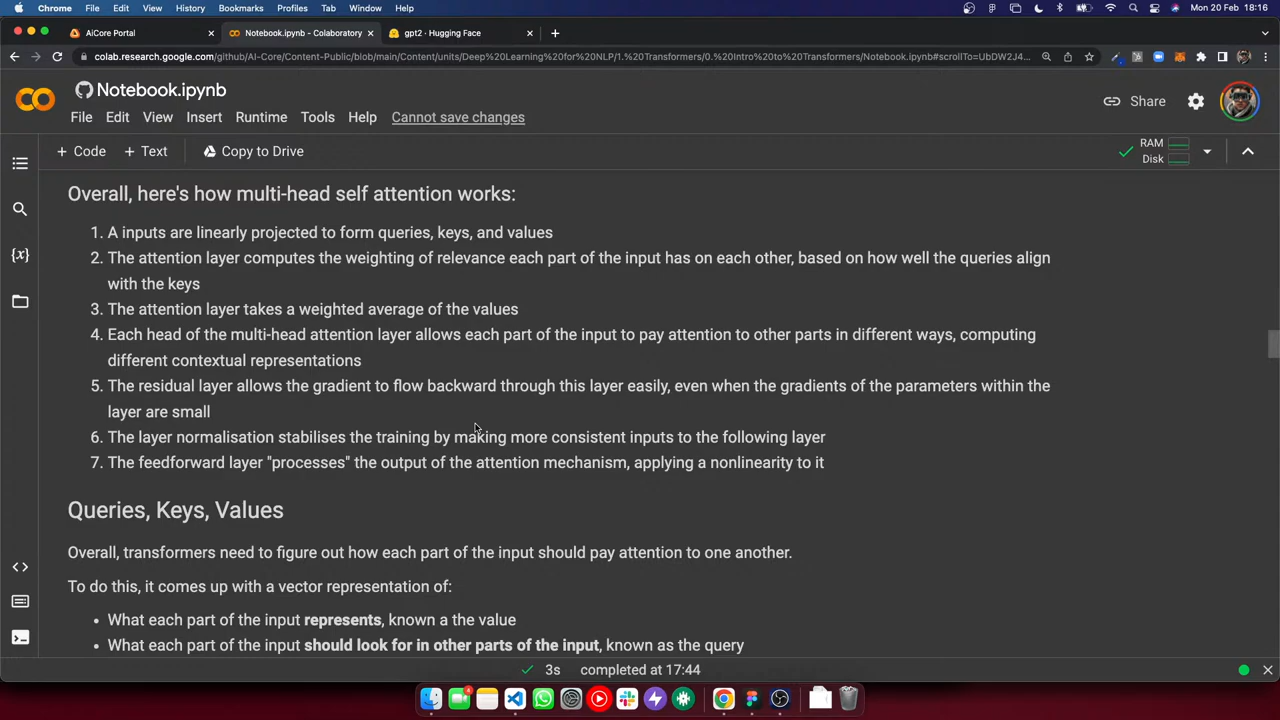 Chrome File Edit View History Bookmarks Profiles Tab Window Help Mon 20 Feb 18:16
AiCore Portal Notebook.ipynb - Colaboratory gpt2 · Hugging Face
colab.research.google.com/github/AI-Core/Content-Public/blob/main/Content/units/Deep%20Learning%20for%20NLP/1.%20Transformers/0.%20Intro%20to%20Transformers/Notebook.ipynb#scrollTo=UbDW2J4...
Notebook.ipynb
Share
File Edit View Insert Runtime Tools Help Cannot save changes
+ Code + Text Copy to Drive
RAM
Disk
Overall, here's how multi-head self attention works:
1. A inputs are linearly projected to form queries, keys, and values
2. The attention layer computes the weighting of relevance each part of the input has on each other, based on how well the queries align
with the keys
3. The attention layer takes a weighted average of the values
4. Each head of the multi-head attention layer allows each part of the input to pay attention to other parts in different ways, computing
different contextual representations
5. The residual layer allows the gradient to flow backward through this layer easily, even when the gradients of the parameters within the
layer are small
6. The layer normalisation stabilises the training by making more consistent inputs to the following layer
7. The feedforward layer "processes" the output of the attention mechanism, applying a nonlinearity to it
Queries, Keys, Values
Overall, transformers need to figure out how each part of the input should pay attention to one another.
To do this, it comes up with a vector representation of:
• What each part of the input represents, known a the value
• What each part of the input should look for in other parts of the input, known as the query
3s completed at 17:44